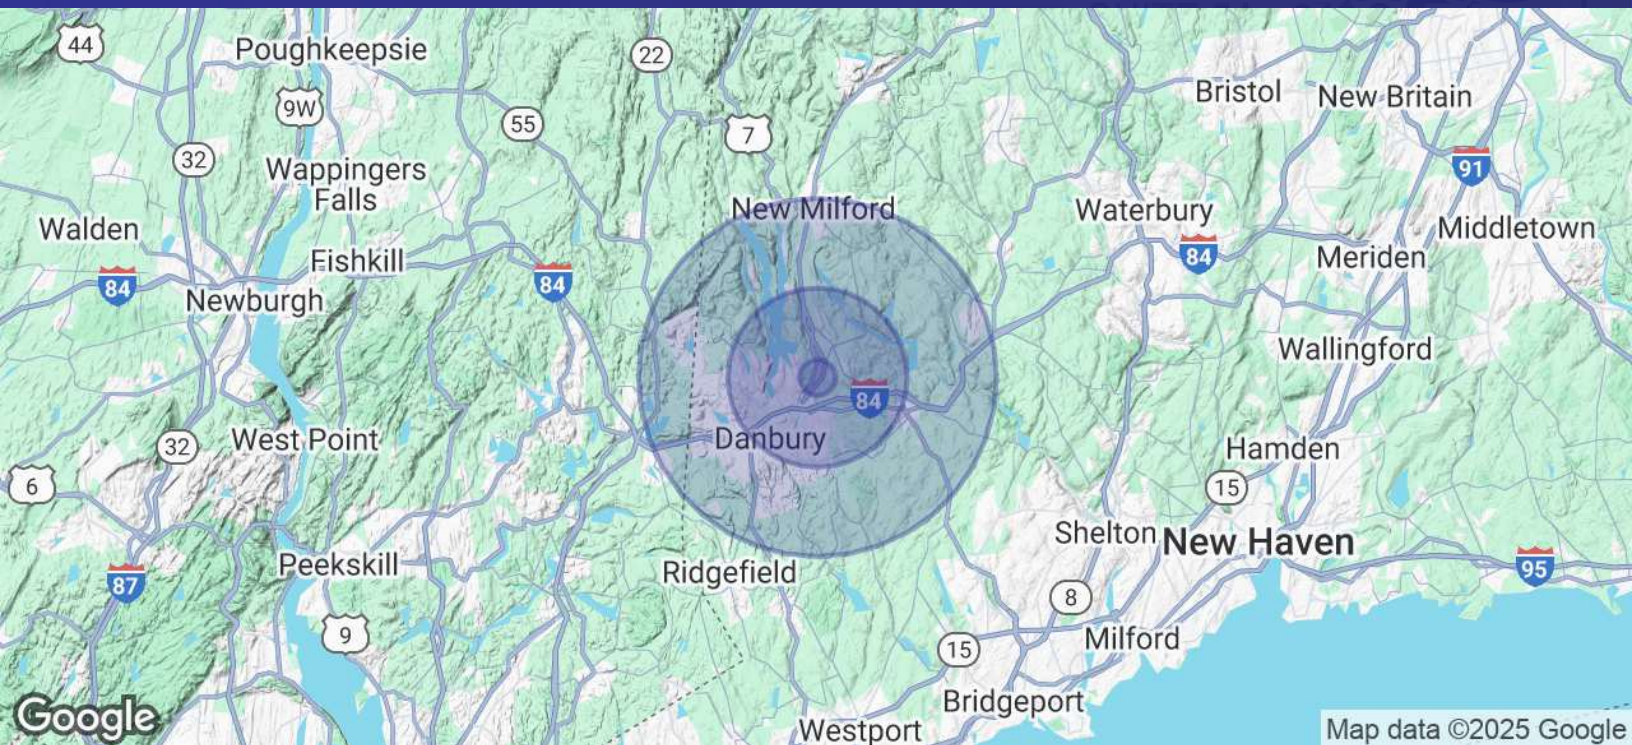 44
Poughkeepsie
22
9W
55
7
Bristol
New Britain
32
Wappingers
Falls
91
Walden
New Milford
Waterbury
Middletown
Fishkill
84
84
84
Meriden
Newburgh
Wallingford
84
32
West Point
Danbury
Hamden
6
15
Shelton
New Haven
Peekskill
Ridgefield
87
95
8
9
15
Milford
Bridgeport
Google
Westport
Map data ©2025 Google